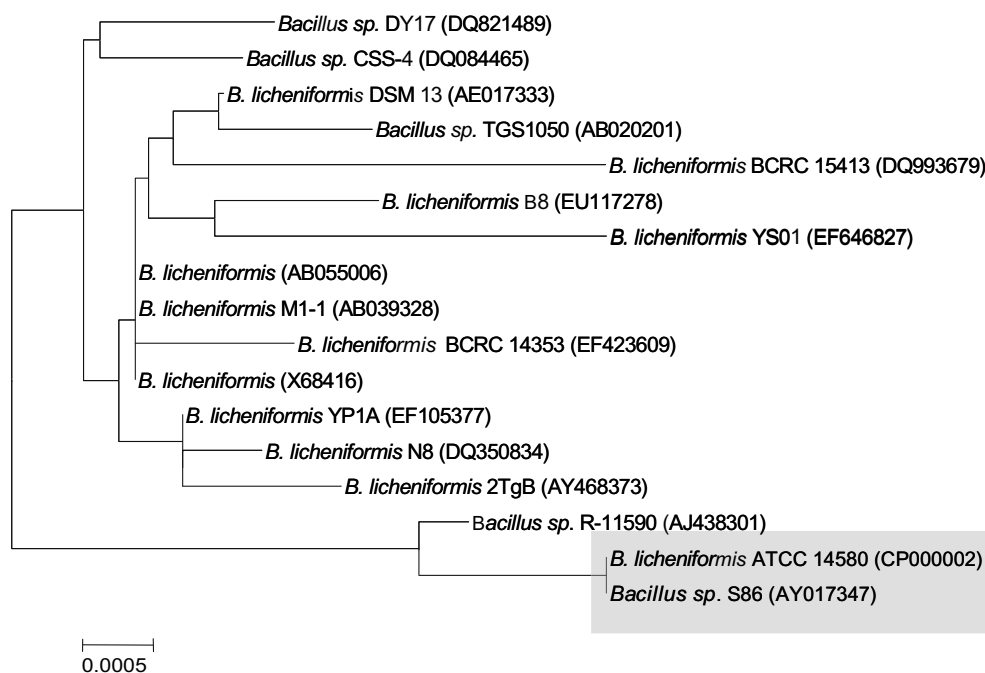 Bacillus sp. DY17 (DQ821489)
Bacillus sp. CSS-4 (DQ084465)
B. licheniformis DSM 13 (AE017333)
Bacillus sp. TGS1050 (AB020201)
B. licheniformis BCRC 15413 (DQ993679)
B. licheniformis B8 (EU117278)
B. licheniformis YS01 (EF646827)
B. licheniformis (AB055006)
B. licheniformis M1-1 (AB039328)
B. licheniformis BCRC 14353 (EF423609)
B. licheniformis (X68416)
B. licheniformis YP1A (EF105377)
B. licheniformis N8 (DQ350834)
B. licheniformis 2TgB (AY468373)
Bacillus sp. R-11590 (AJ438301)
B. licheniformis ATCC 14580 (CP000002)
Bacillus sp. S86 (AY017347)
0.0005